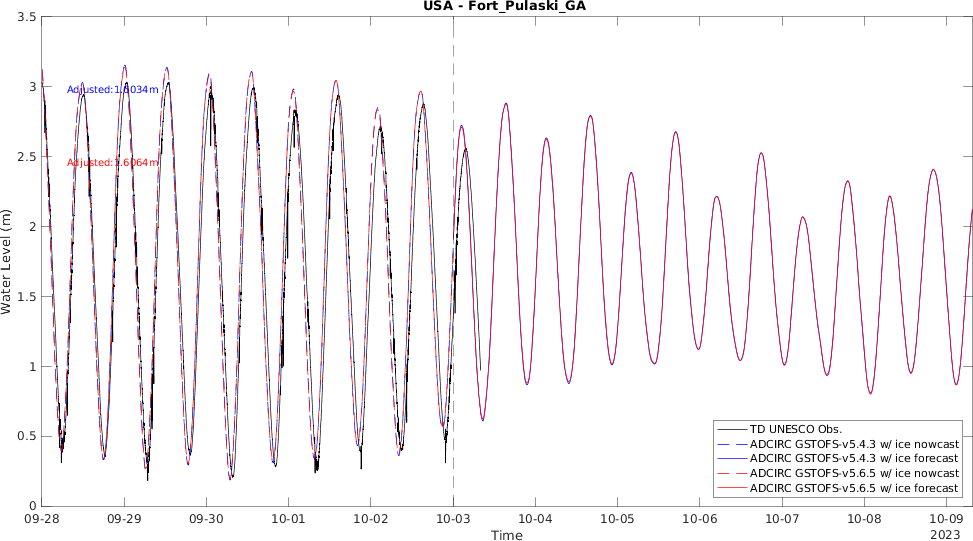 USA - Fort_Pulaski_GA
3.5
3
2.5
2
1.5
1
0.5
0
Water Level (m)
Adjusted:1.6034m
Adjusted:1.6064m
TD UNESCO Obs.
ADCIRC GSTOFS-v5.4.3 w/ ice nowcast
ADCIRC GSTOFS-v5.4.3 w/ ice forecast
ADCIRC GSTOFS-v5.6.5 w/ ice nowcast
ADCIRC GSTOFS-v5.6.5 w/ ice forecast
09-28 09-29 09-30 10-01 10-02 10-03 10-04 10-05 10-06 10-07 10-08 10-09
Time
2023